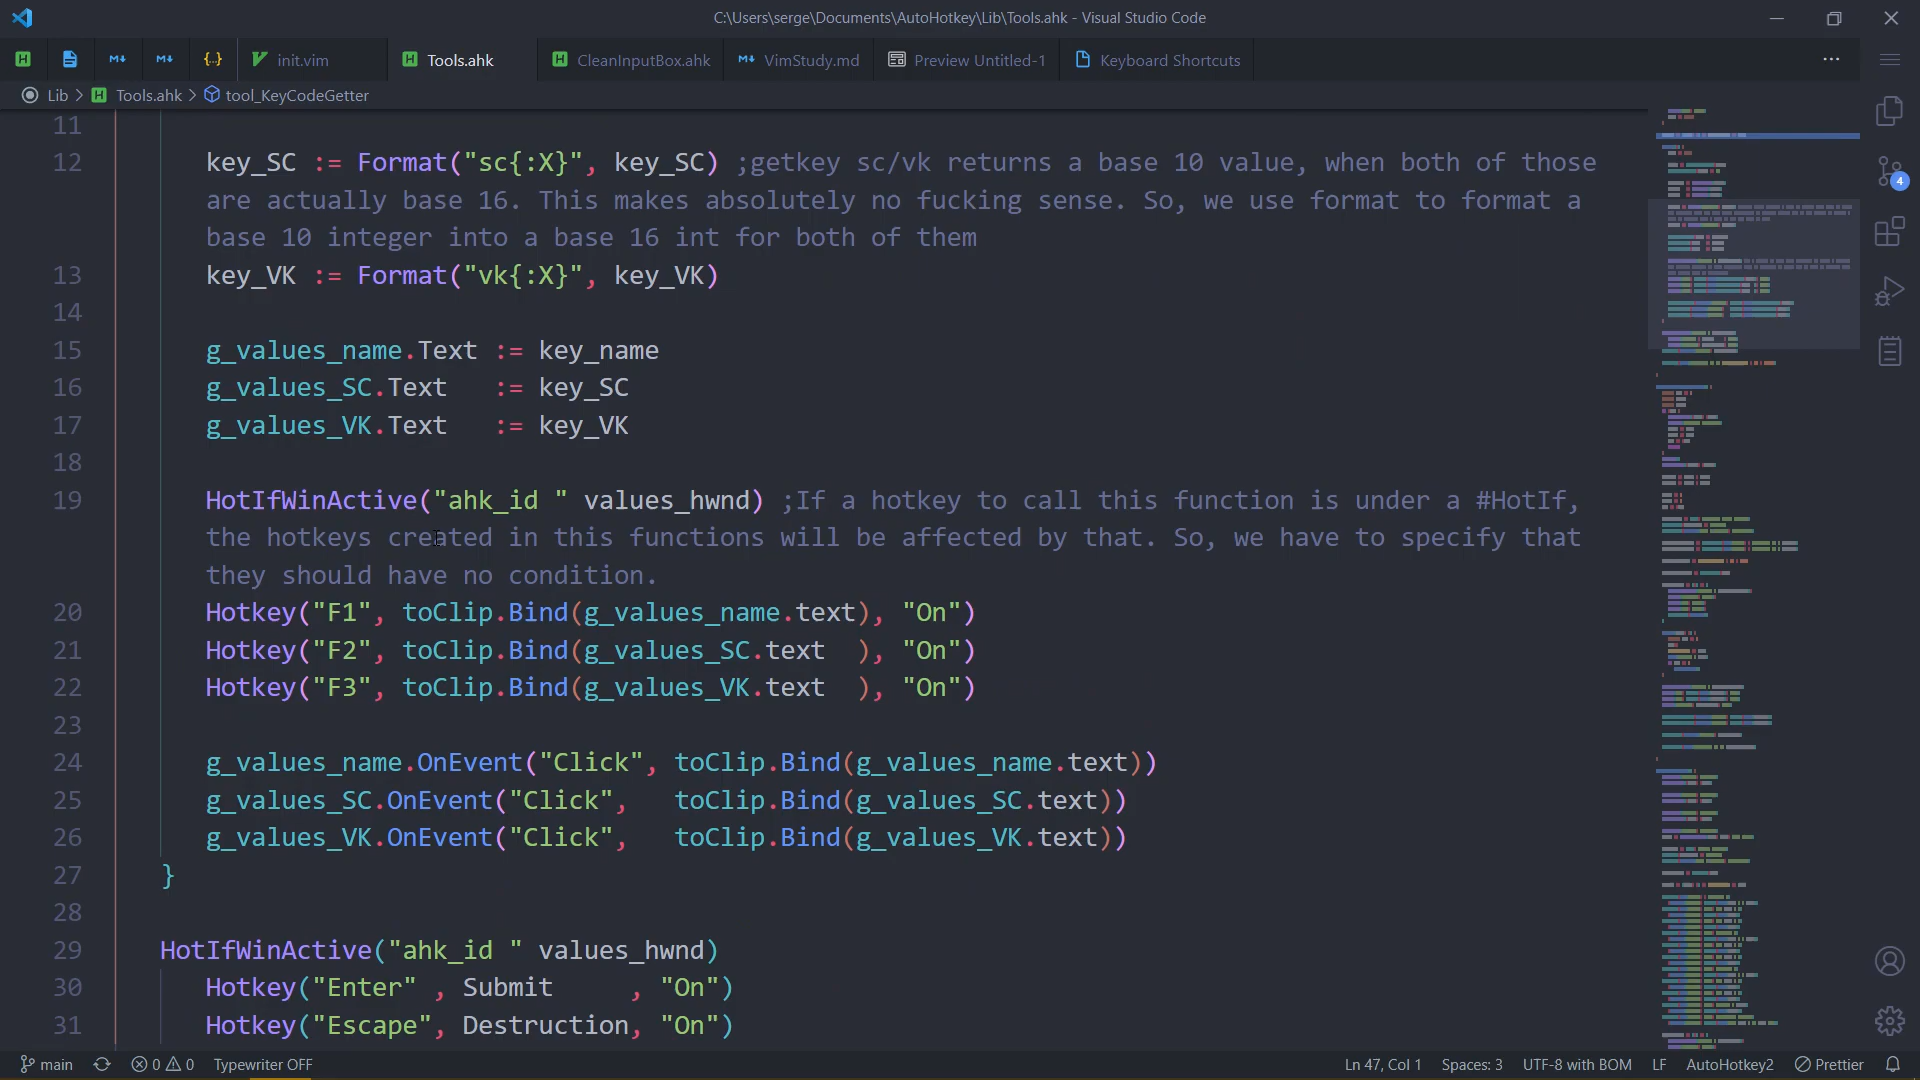 C:\Users\serge\Documents\AutoHotkey\Lib\Tools.ahk - Visual Studio Code
init.vim
Tools.ahk
CleanInputBox.ahk
VimStudy.md
Preview Untitled-1
Keyboard Shortcuts
Lib > Tools.ahk > tool_KeyCodeGetter
11
12 key_SC := Format("sc{:X}", key_SC) ;getkey sc/vk returns a base 10 value, when both of those
are actually base 16. This makes absolutely no fucking sense. So, we use format to format a
base 10 integer into a base 16 int for both of them
13 key_VK := Format("vk{:X}", key_VK)
14
15 g_values_name.Text := key_name
16 g_values_SC.Text   := key_SC
17 g_values_VK.Text   := key_VK
18
19 HotIfWinActive("ahk_id " values_hwnd) ;If a hotkey to call this function is under a #HotIf,
the hotkeys created in this functions will be affected by that. So, we have to specify that
they should have no condition.
20 Hotkey("F1", toClip.Bind(g_values_name.text), "On")
21 Hotkey("F2", toClip.Bind(g_values_SC.text  ), "On")
22 Hotkey("F3", toClip.Bind(g_values_VK.text  ), "On")
23
24 g_values_name.OnEvent("Click", toClip.Bind(g_values_name.text))
25 g_values_SC.OnEvent("Click",   toClip.Bind(g_values_SC.text))
26 g_values_VK.OnEvent("Click",   toClip.Bind(g_values_VK.text))
27 }
28
29 HotIfWinActive("ahk_id " values_hwnd)
30 Hotkey("Enter" , Submit     , "On")
31 Hotkey("Escape", Destruction, "On")
4
main
0 0
Typewriter OFF
Ln 47, Col 1
Spaces: 3
UTF-8 with BOM
LF
AutoHotkey2
Prettier